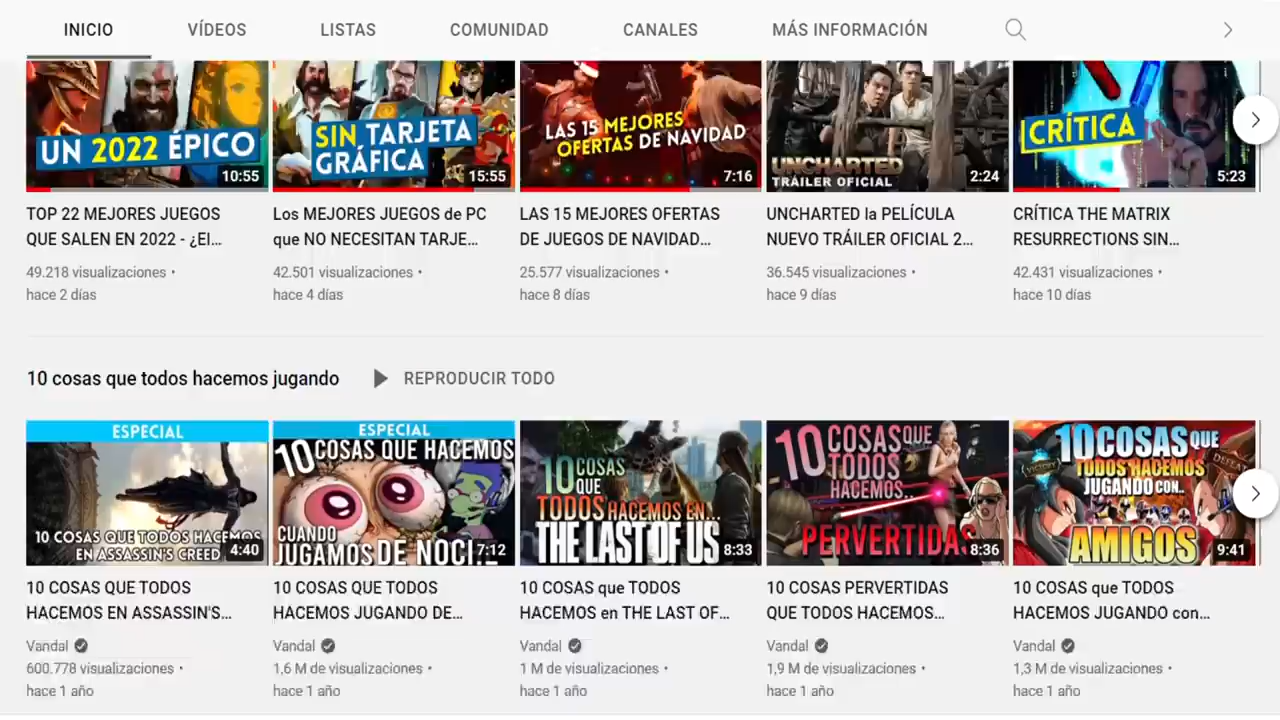 INICIO
VÍDEOS
LISTAS
COMUNIDAD
CANALES
MÁS INFORMACIÓN
UN 2022 ÉPICO
10:55
SIN TARJETA
GRÁFICA
15:55
LAS 15 MEJORES
OFERTAS DE NAVIDAD
7:16
UNCHARTED
TRÁILER OFICIAL
2:24
CRÍTICA
5:23
TOP 22 MEJORES JUEGOS
QUE SALEN EN 2022 - ¿El...
49.218 visualizaciones •
hace 2 días
Los MEJORES JUEGOS de PC
que NO NECESITAN TARJE...
42.501 visualizaciones •
hace 4 días
LAS 15 MEJORES OFERTAS
DE JUEGOS DE NAVIDAD...
25.577 visualizaciones •
hace 8 días
UNCHARTED la PELÍCULA
NUEVO TRÁILER OFICIAL 2...
36.545 visualizaciones •
hace 9 días
CRÍTICA THE MATRIX
RESURRECTIONS SIN...
42.431 visualizaciones •
hace 10 días
10 cosas que todos hacemos jugando
REPRODUCIR TODO
ESPECIAL
10 COSAS QUE TODOS HACEMOS
EN ASSASSIN'S CREED
4:40
ESPECIAL
10 COSAS QUE HACEMOS
CUANDO
JUGAMOS DE NOCH
7:12
10 COSAS
QUE
TODOS HACEMOS EN...
THE LAST OF US
8:33
10 COSAS QUE
TODOS
HACEMOS..
PERVERTIDAS
8:36
10 COSAS QUE
TODOS HACEMOS
JUGANDO CON..
VICTORY
DEFEAT
AMIGOS
9:41
10 COSAS QUE TODOS
HACEMOS EN ASSASSIN'S...
Vandal
600.778 visualizaciones •
hace 1 año
10 COSAS QUE TODOS
HACEMOS JUGANDO DE...
Vandal
1,6 M de visualizaciones •
hace 1 año
10 COSAS que TODOS
HACEMOS en THE LAST OF...
Vandal
1 M de visualizaciones •
hace 1 año
10 COSAS PERVERTIDAS
QUE TODOS HACEMOS...
Vandal
1,9 M de visualizaciones •
hace 1 año
10 COSAS que TODOS
HACEMOS JUGANDO con...
Vandal
1,3 M de visualizaciones •
hace 1 año